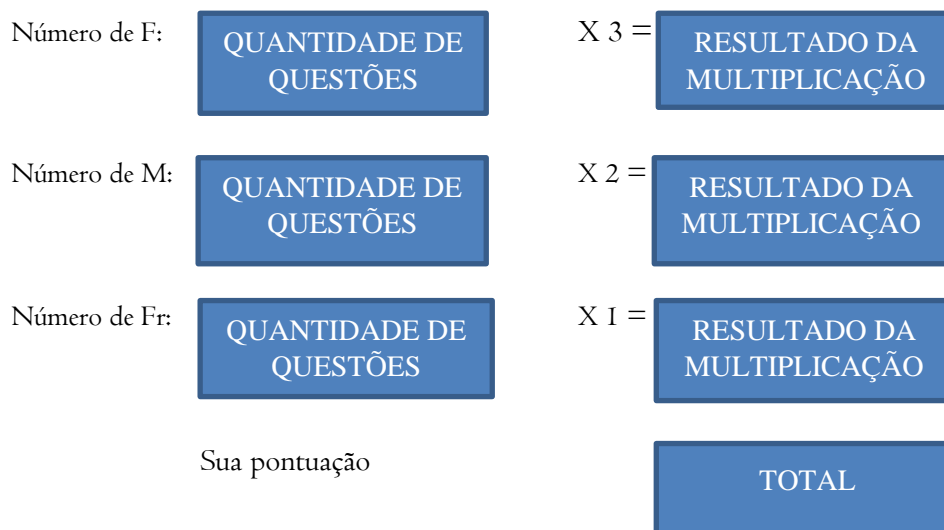 Número de F:
QUANTIDADE DE
QUESTÕES
X 3 =
RESULTADO DA
MULTIPLICAÇÃO
Número de M:
QUANTIDADE DE
QUESTÕES
X 2 =
RESULTADO DA
MULTIPLICAÇÃO
Número de Fr:
QUANTIDADE DE
QUESTÕES
X 1 =
RESULTADO DA
MULTIPLICAÇÃO
Sua pontuação
TOTAL